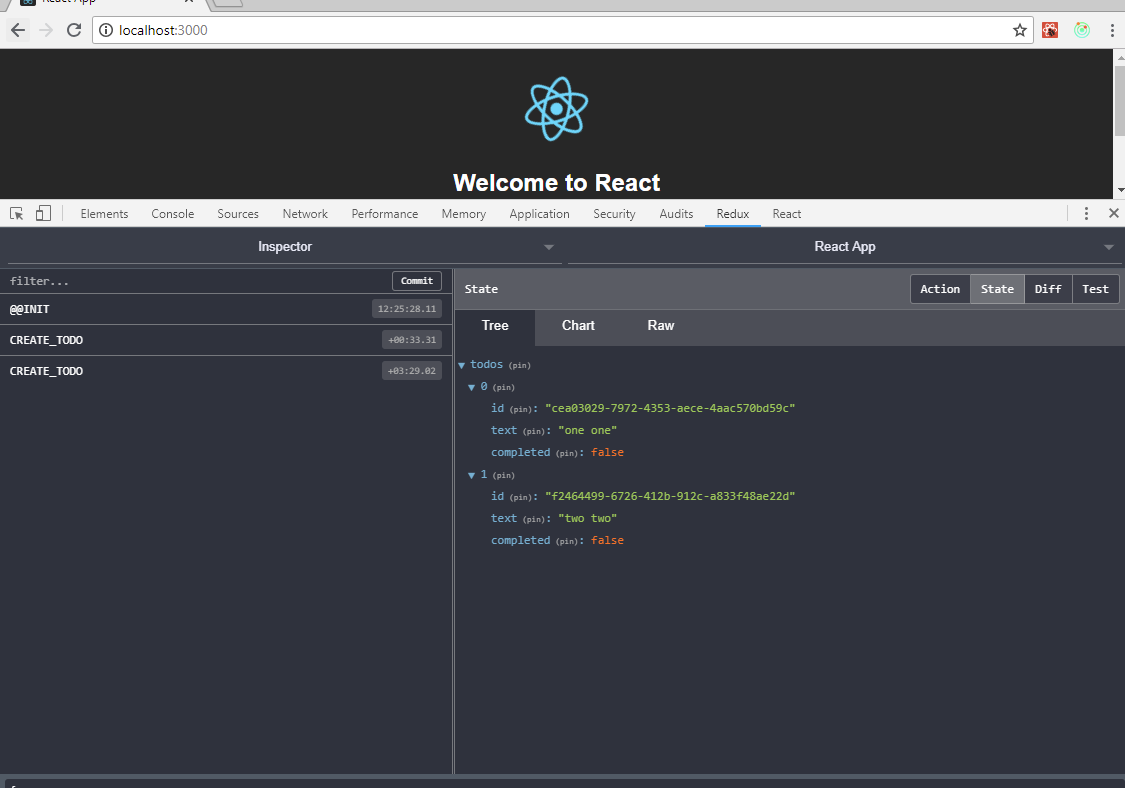 React App
localhost:3000
Welcome to React
Elements Console Sources Network Performance Memory Application Security Audits Redux React
Inspector React App
filter... Commit
@@INIT 12:25:28.11
CREATE_TODO +00:33.31
CREATE_TODO +03:29.02
State Action State Diff Test
Tree Chart Raw
todos (pin)
0 (pin)
id (pin): "cea03029-7972-4353-aece-4aac570bd59c"
text (pin): "one one"
completed (pin): false
1 (pin)
id (pin): "f2464499-6726-412b-912c-a833f48ae22d"
text (pin): "two two"
completed (pin): false